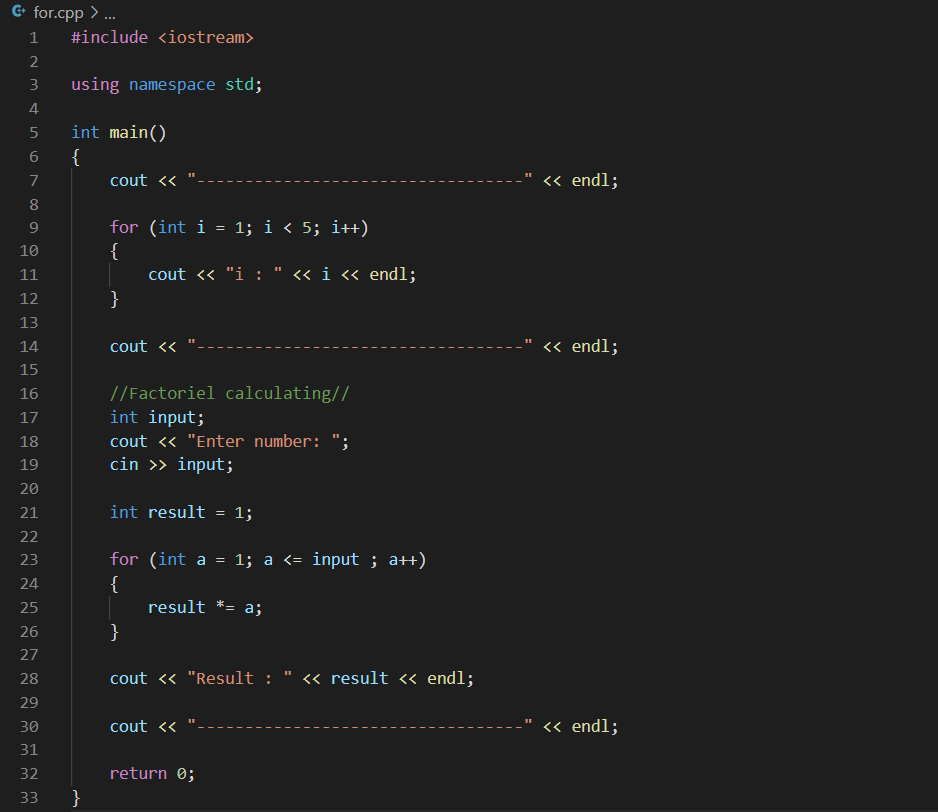 for.cpp > ...
1 #include <iostream>
2
3 using namespace std;
4
5 int main()
6 {
7 cout << "----------------------------------" << endl;
8
9 for (int i = 1; i < 5; i++)
10 {
11 cout << "i : " << i << endl;
12 }
13
14 cout << "----------------------------------" << endl;
15
16 //Factoriel calculating//
17 int input;
18 cout << "Enter number: ";
19 cin >> input;
20
21 int result = 1;
22
23 for (int a = 1; a <= input ; a++)
24 {
25 result *= a;
26 }
27
28 cout << "Result : " << result << endl;
29
30 cout << "----------------------------------" << endl;
31
32 return 0;
33 }